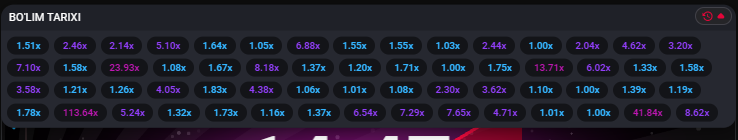 BO'LIM TARIXI
1.51x 2.46x 2.14x 5.10x 1.64x 1.05x 6.88x 1.55x 1.55x 1.03x 2.44x 1.00x 2.04x 4.62x 3.20x
7.10x 1.58x 23.93x 1.08x 1.67x 8.18x 1.37x 1.20x 1.71x 1.00x 1.75x 13.71x 6.02x 1.33x 1.58x
3.58x 1.21x 1.26x 4.05x 1.83x 4.38x 1.06x 1.01x 1.08x 2.30x 3.62x 1.10x 1.00x 1.39x 1.19x
1.78x 113.64x 5.24x 1.32x 1.73x 1.16x 1.37x 6.54x 7.29x 7.65x 4.71x 1.01x 1.00x 41.84x 8.62x